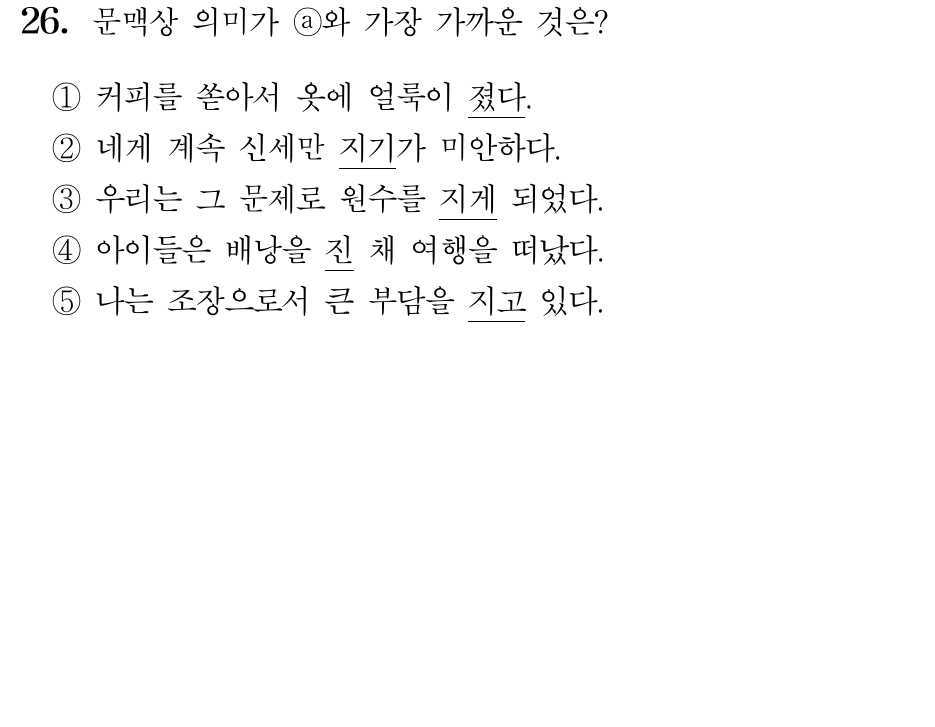 26. 문맥상 의미가 ⓐ와 가장 가까운 것은?
① 커피를 쏟아서 옷에 얼룩이 졌다.
② 네게 계속 신세만 지기가 미안하다.
③ 우리는 그 문제로 원수를 지게 되었다.
④ 아이들은 배낭을 진 채 여행을 떠났다.
⑤ 나는 조장으로서 큰 부담을 지고 있다.